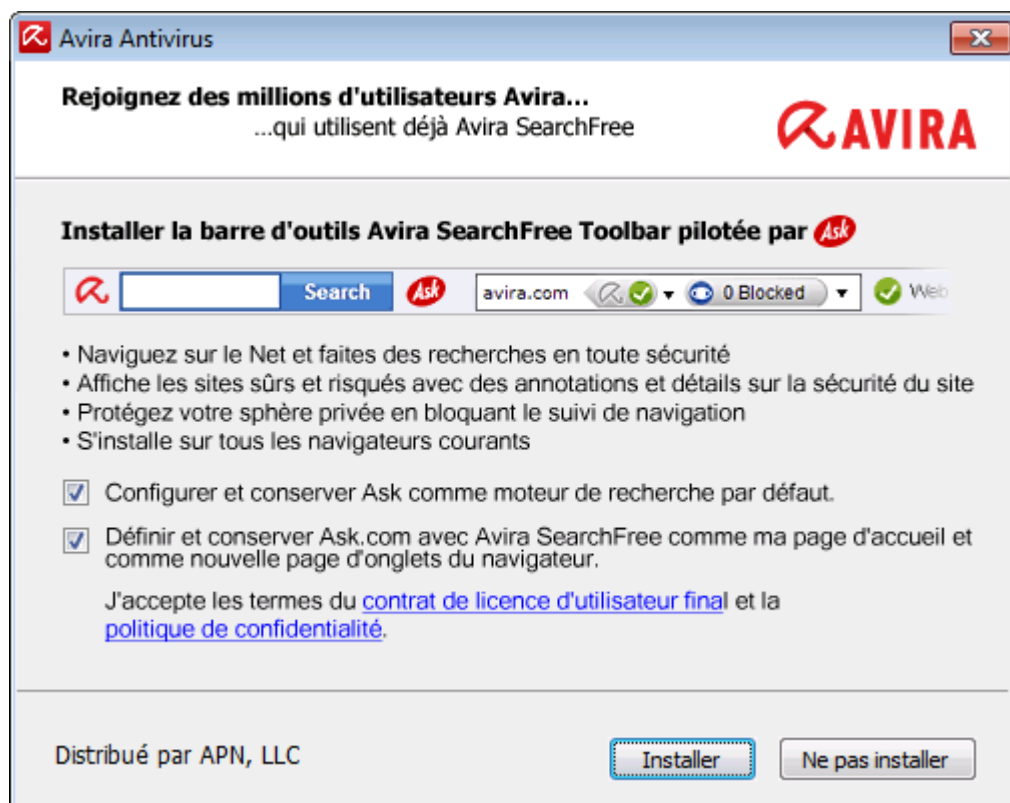 Avira Antivirus
Rejoignez des millions d'utilisateurs Avira...
...qui utilisent déjà Avira SearchFree
AVIRA
Installer la barre d'outils Avira SearchFree Toolbar pilotée par Ask
Search Ask avira.com 0 Blocked Web
• Naviguez sur le Net et faites des recherches en toute sécurité
• Affiche les sites sûrs et risqués avec des annotations et détails sur la sécurité du site
• Protégez votre sphère privée en bloquant le suivi de navigation
• S'installe sur tous les navigateurs courants
Configurer et conserver Ask comme moteur de recherche par défaut.
Définir et conserver Ask.com avec Avira SearchFree comme ma page d'accueil et
comme nouvelle page d'onglets du navigateur.
J'accepte les termes du contrat de licence d'utilisateur final et la
politique de confidentialité.
Distribué par APN, LLC
Installer
Ne pas installer